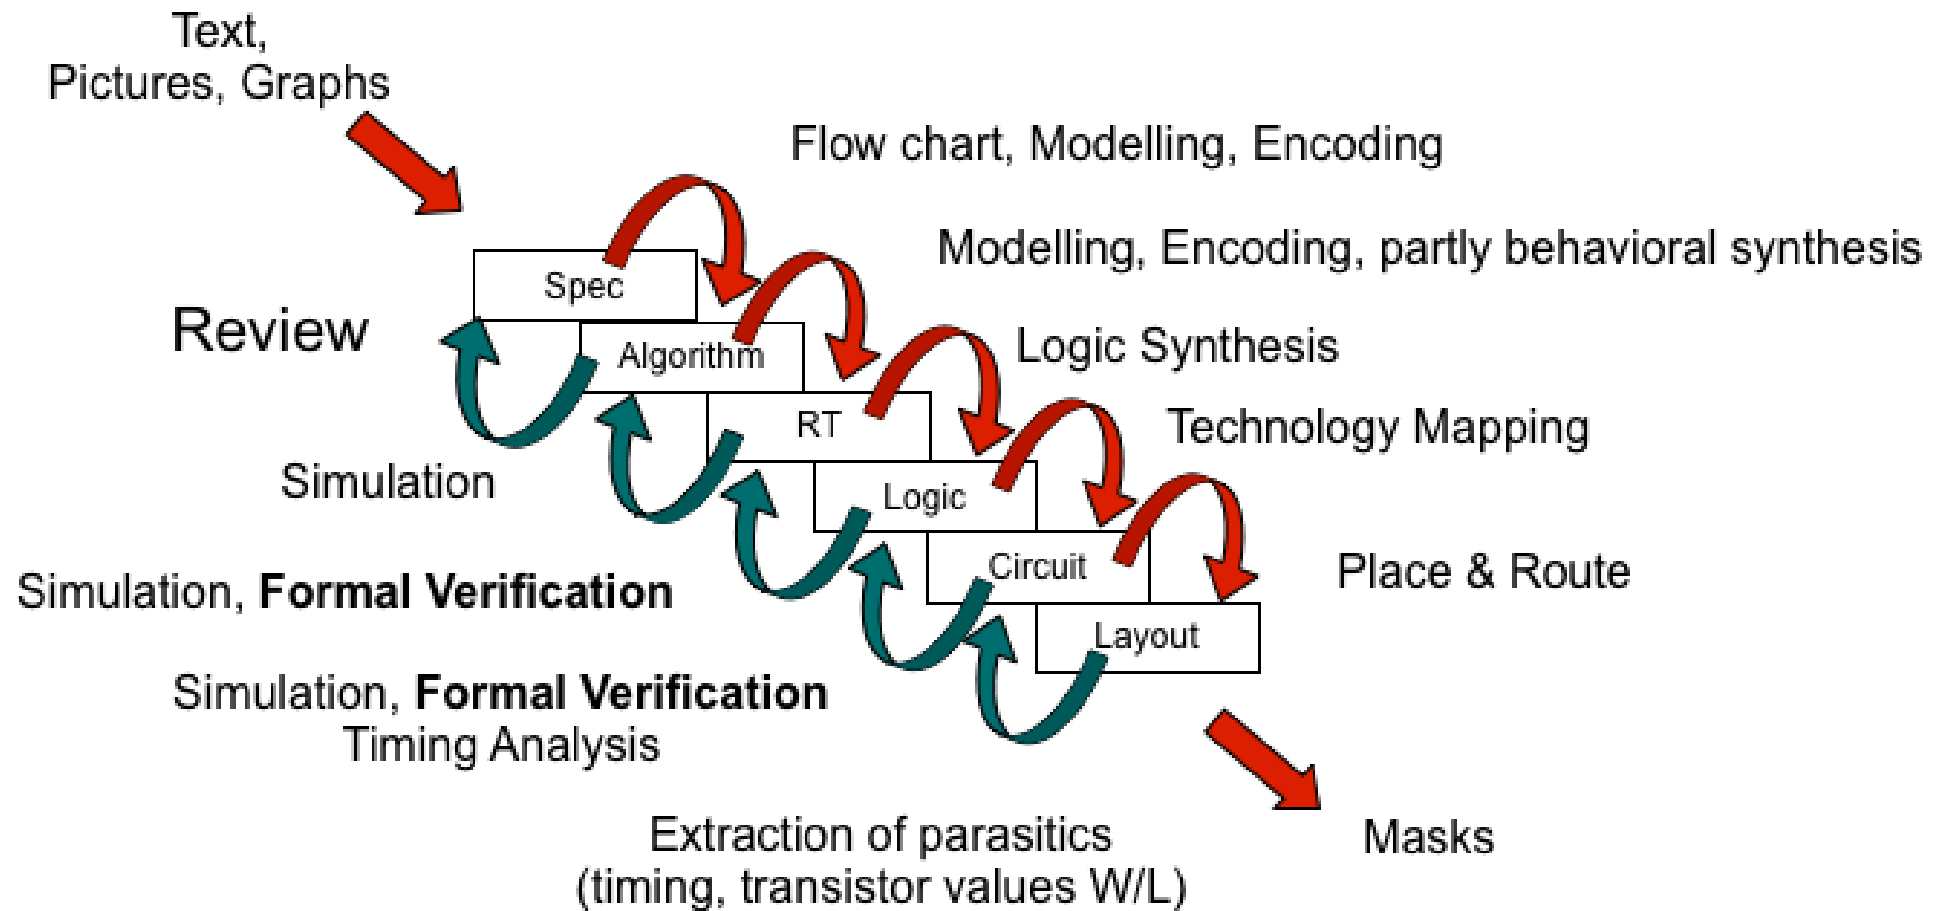 Text,
Pictures, Graphs
Flow chart, Modelling, Encoding
Modelling, Encoding, partly behavioral synthesis
Spec
Review
Logic Synthesis
Algorithm
Technology Mapping
RT
Simulation
Logic
Circuit
Place & Route
Simulation, Formal Verification
Layout
Simulation, Formal Verification
Timing Analysis
Extraction of parasitics
(timing, transistor values W/L)
Masks